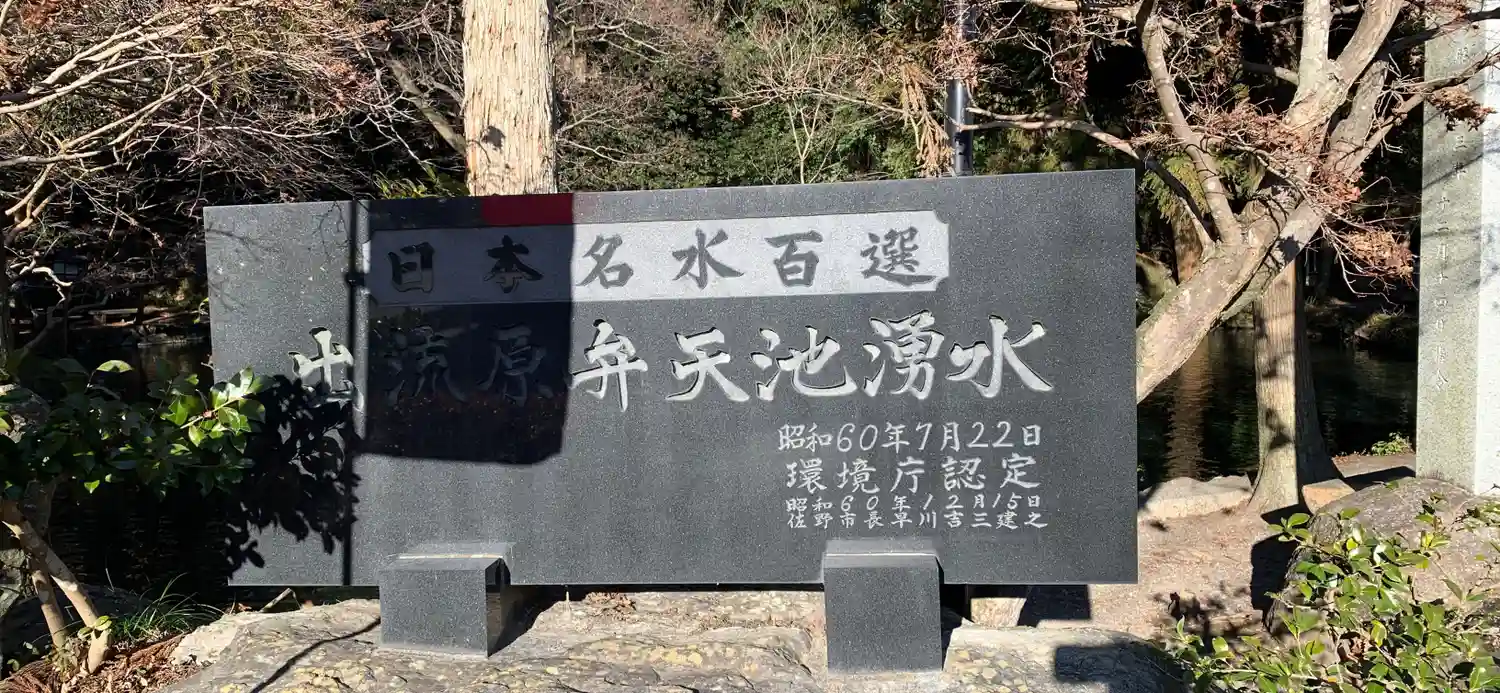 日本名水百選
出流原弁天池湧水
昭和60年7月22日
環境庁認定
昭和60年12月15日
佐野市長早川吉三建之